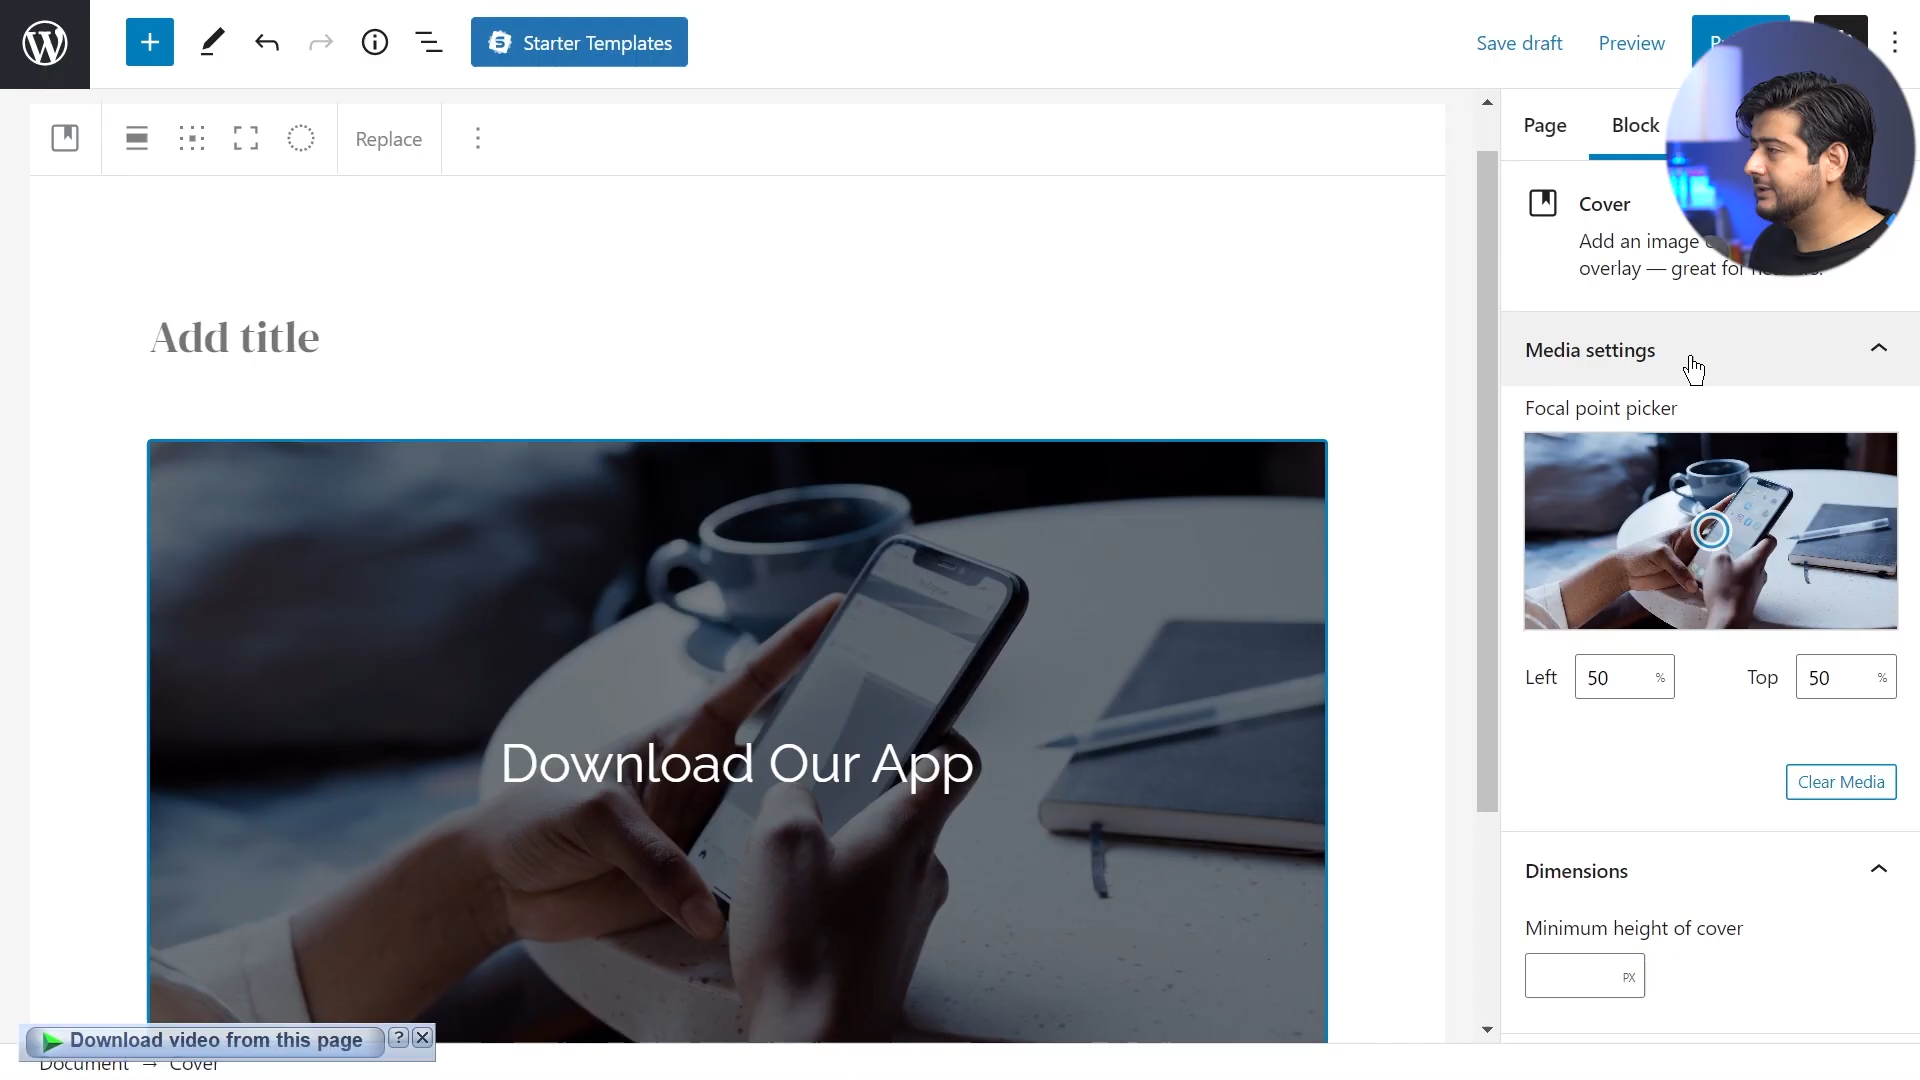 Starter Templates
Save draft
Preview
Replace
Page
Block
Cover
Add an image
overlay — great for
Add title
Media settings
Focal point picker
Left 50 %
Top 50 %
Clear Media
Download Our App
Dimensions
Minimum height of cover
PX
Download video from this page
?
Document → Cover